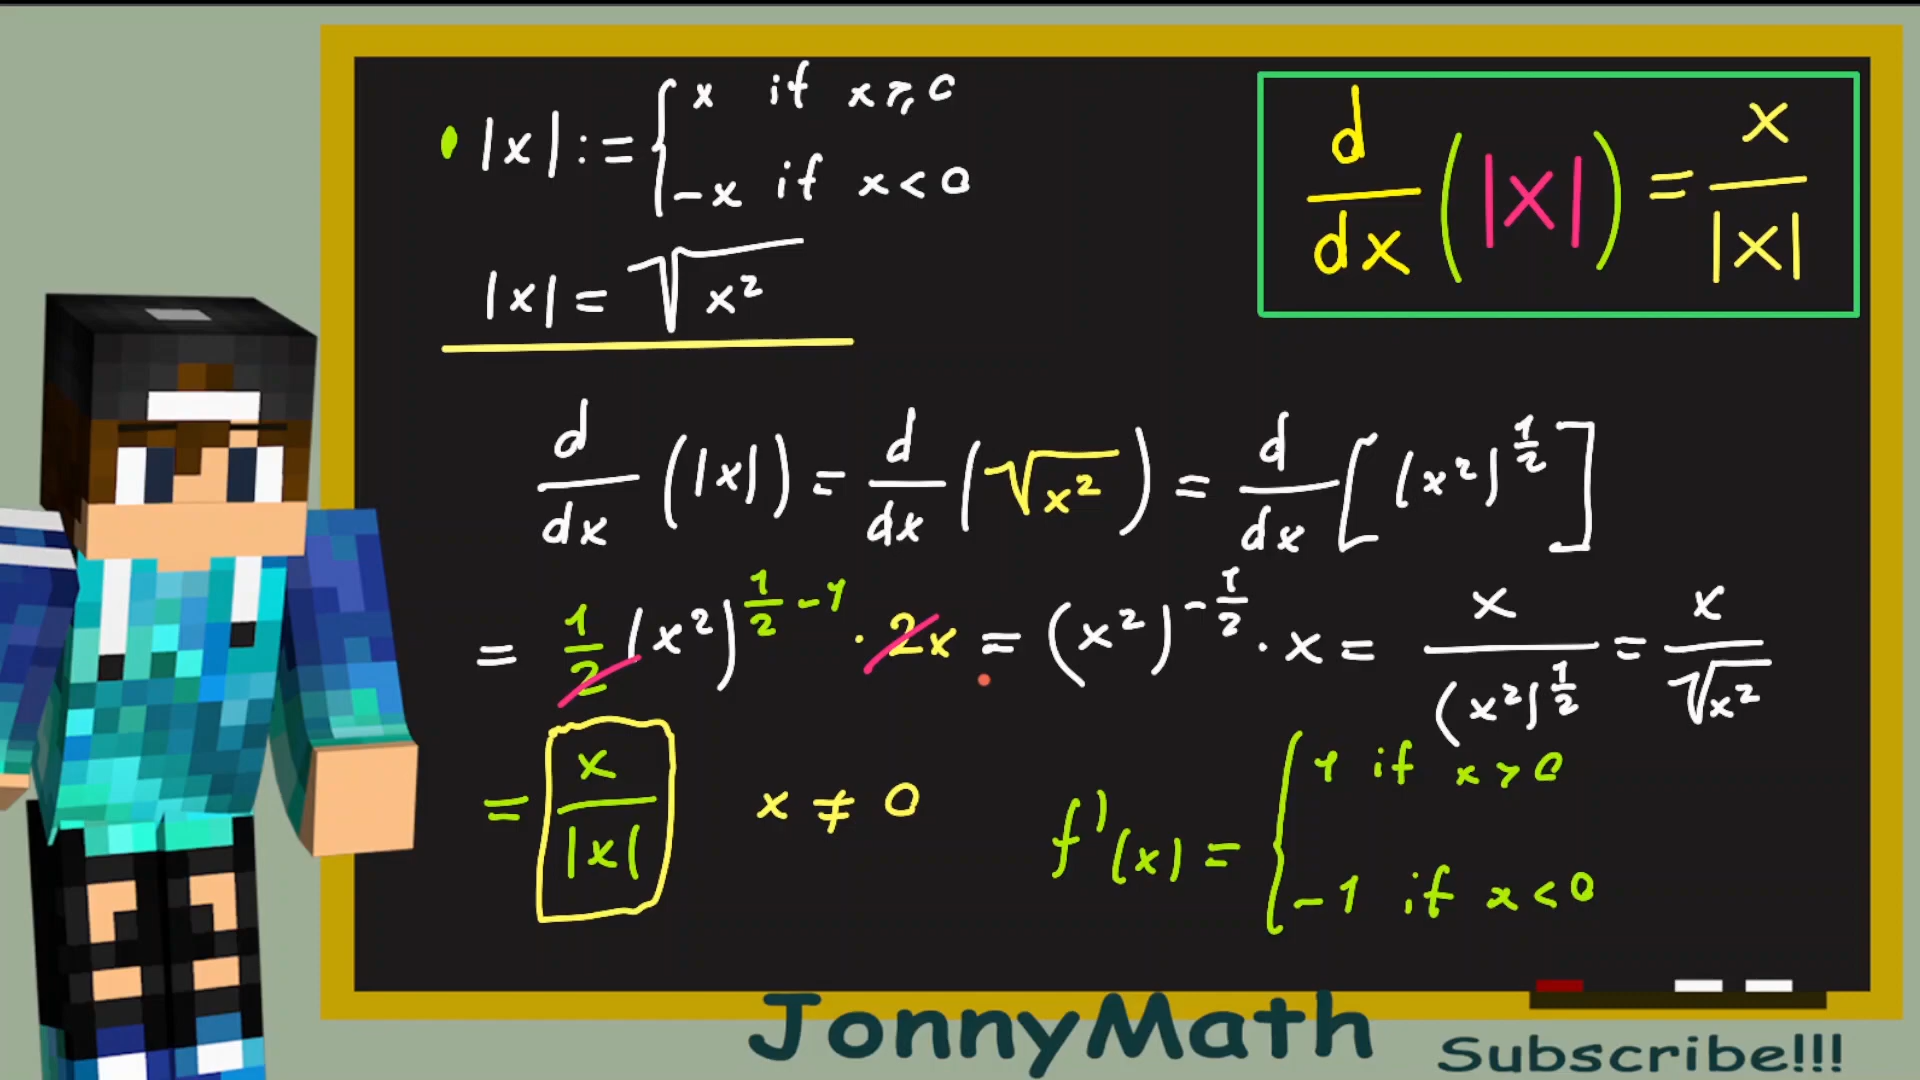 |x| := { x if x ⩾ 0
-x if x < 0
|x| = √x²
d/dx (|x|) = x/|x|
d/dx (|x|) = d/dx (√x²) = d/dx [(x²)^1/2]
= 1/2 (x²)^(1/2 - 1) · 2x = (x²)^(-1/2) · x = x/(x²)^1/2 = x/√x²
= x/|x| x ≠ 0
f'(x) = { 1 if x > 0
-1 if x < 0
JonnyMath
Subscribe!!!